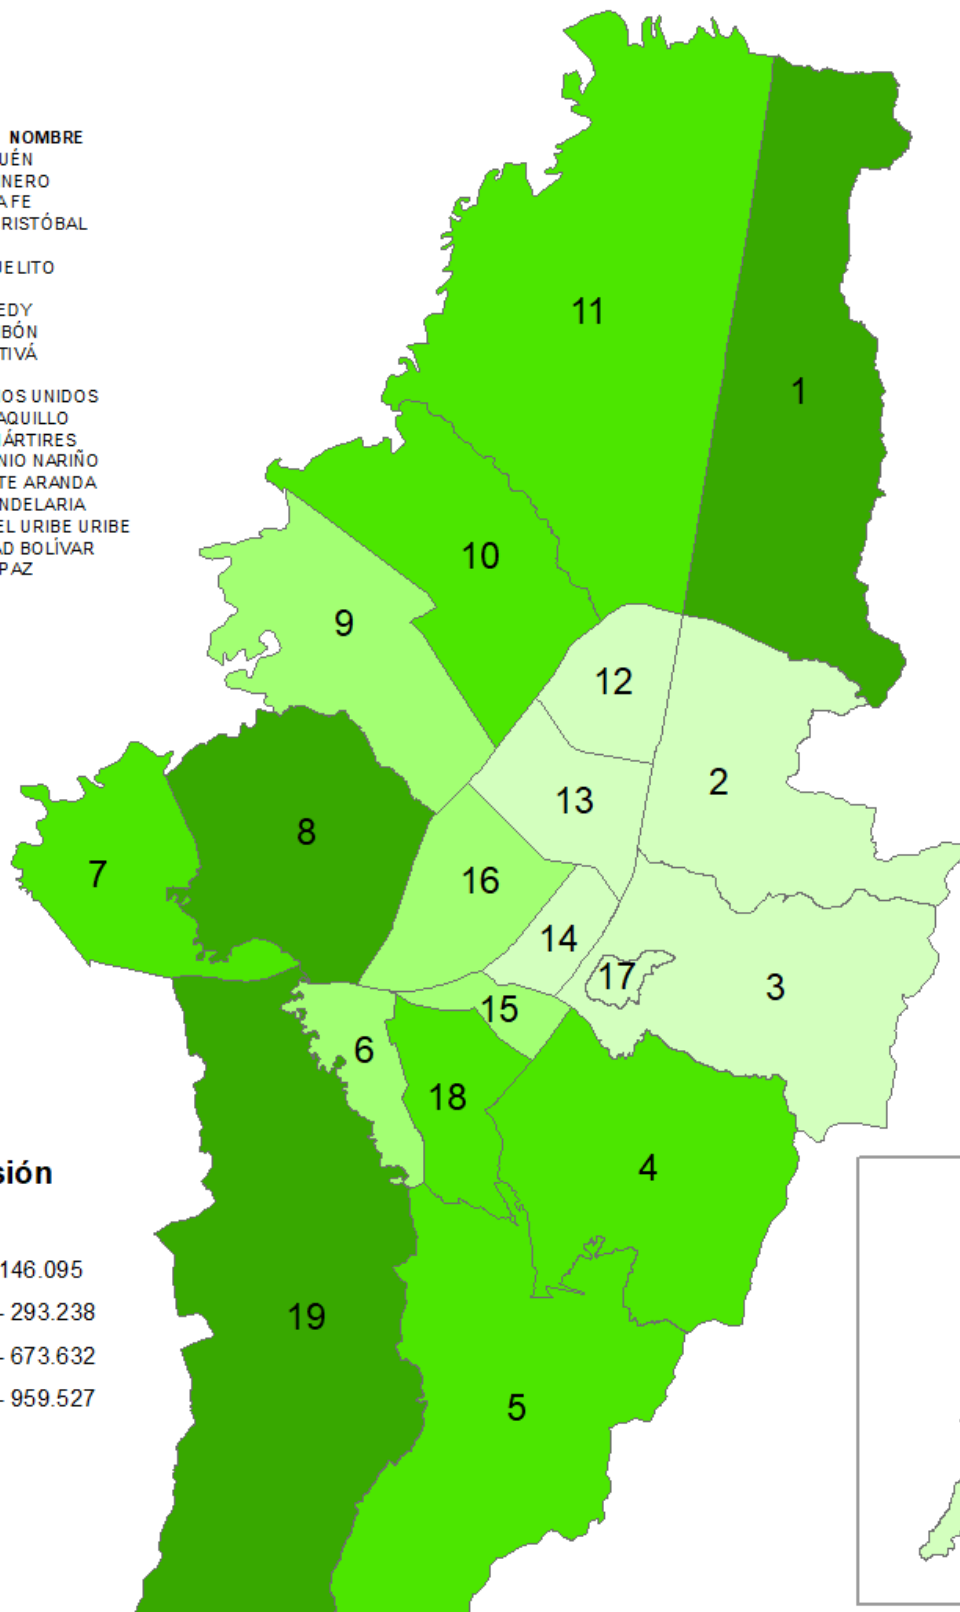 NOMBRE
UÉN
NERO
A FE
RISTÓBAL
UELITO
EDY
BÓN
TIVÁ
OS UNIDOS
AQUILLO
MÁRTIRES
NIO NARIÑO
TE ARANDA
NDELARIA
EL URIBE URIBE
AD BOLÍVAR
PAZ
11
1
10
9
12
2
13
8
7
16
14
17
3
15
6
18
4
19
5
sión
146.095
- 293.238
- 673.632
- 959.527